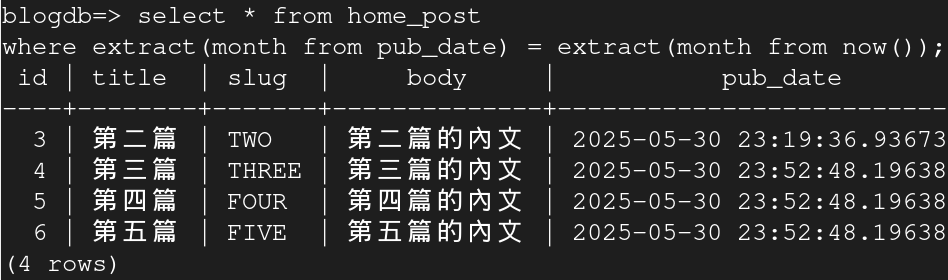 blogdb=> select * from home_post
where extract(month from pub_date) = extract(month from now());
 id | title | slug | body | pub_date
----+--------+-------+--------------+--------------------------
 3 | 第二篇 | TWO | 第二篇的內文 | 2025-05-30 23:19:36.93673
 4 | 第三篇 | THREE | 第三篇的內文 | 2025-05-30 23:52:48.19638
 5 | 第四篇 | FOUR | 第四篇的內文 | 2025-05-30 23:52:48.19638
 6 | 第五篇 | FIVE | 第五篇的內文 | 2025-05-30 23:52:48.19638
(4 rows)